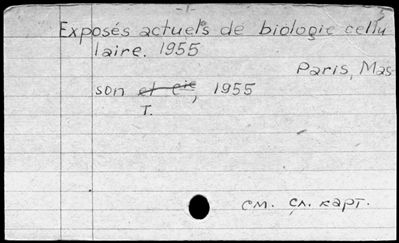 -1-
Exposés actuels de biologie cellu
laire. 1955
Paris, Mas-
son et Cie, 1955
T.
см. сл. карт.